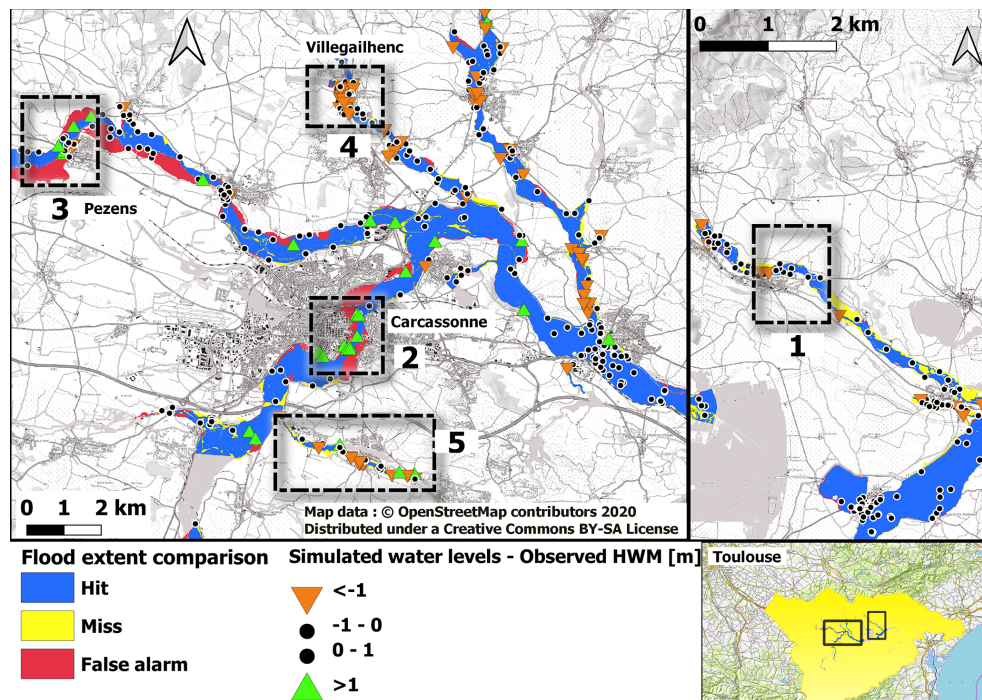 Villegailhenc
4
3
Pezens
Carcassonne
2
5
0 1 2 km
Map data : © OpenStreetMap contributors 2020
Distributed under a Creative Commons BY-SA License
0 1 2 km
1
Flood extent comparison
Hit
Miss
False alarm
Simulated water levels - Observed HWM [m]
<-1
-1 - 0
0 - 1
>1
Toulouse